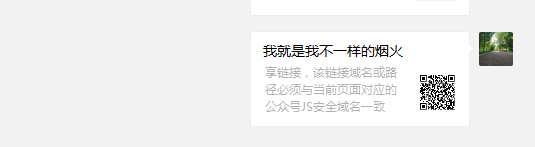 我就是我不一样的烟火
享链接，该链接域名或路
径必须与当前页面对应的
公众号JS安全域名一致